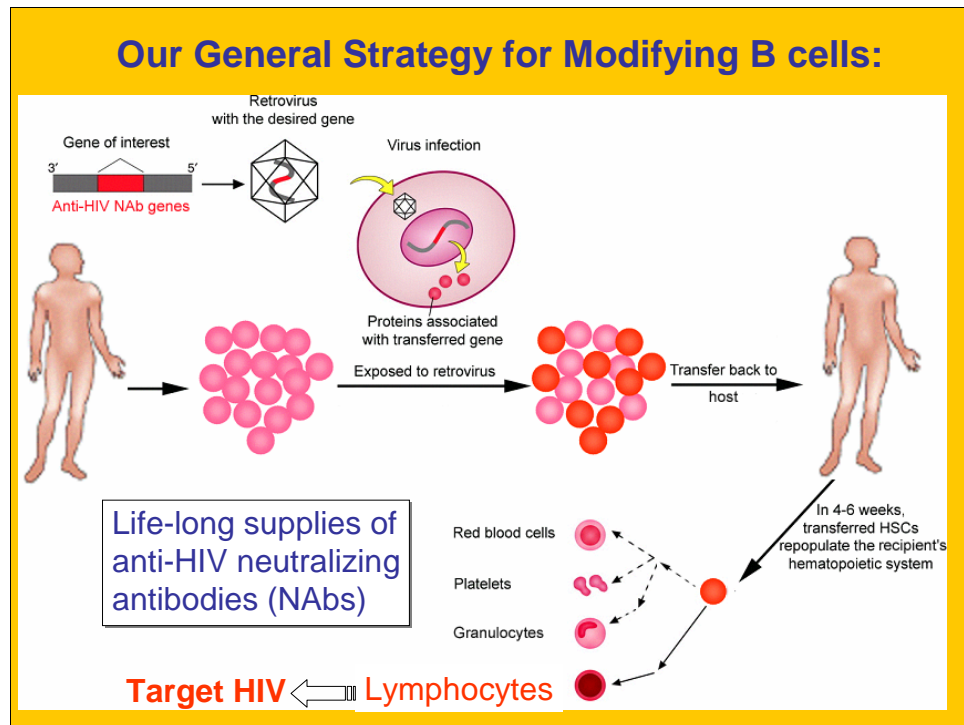 Our General Strategy for Modifying B cells:
Retrovirus
with the desired gene
Gene of interest
3′ 5′
Anti-HIV NAb genes
Virus infection
Proteins associated
with transferred gene
Exposed to retrovirus
Transfer back to
host
In 4-6 weeks,
transferred HSCs
repopulate the recipient's
hematopoietic system
Life-long supplies of
anti-HIV neutralizing
antibodies (NAbs)
Red blood cells
Platelets
Granulocytes
Target HIV Lymphocytes